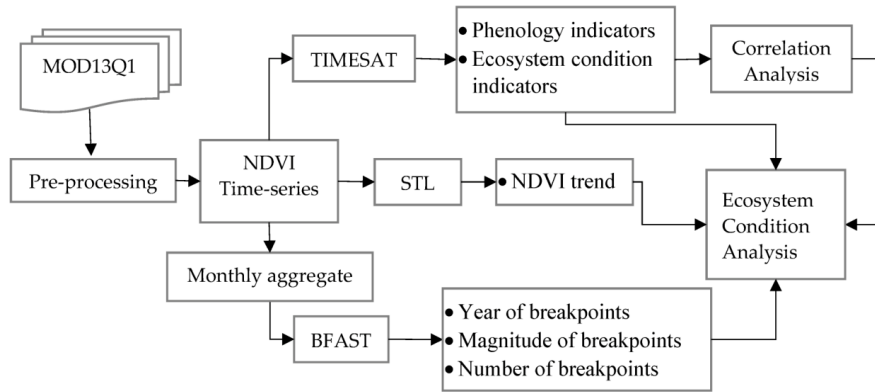 MOD13Q1
TIMESAT
• Phenology indicators
• Ecosystem condition
indicators
Correlation
Analysis
Pre-processing
NDVI
Time-series
STL
• NDVI trend
Ecosystem
Condition
Analysis
Monthly aggregate
BFAST
• Year of breakpoints
• Magnitude of breakpoints
• Number of breakpoints